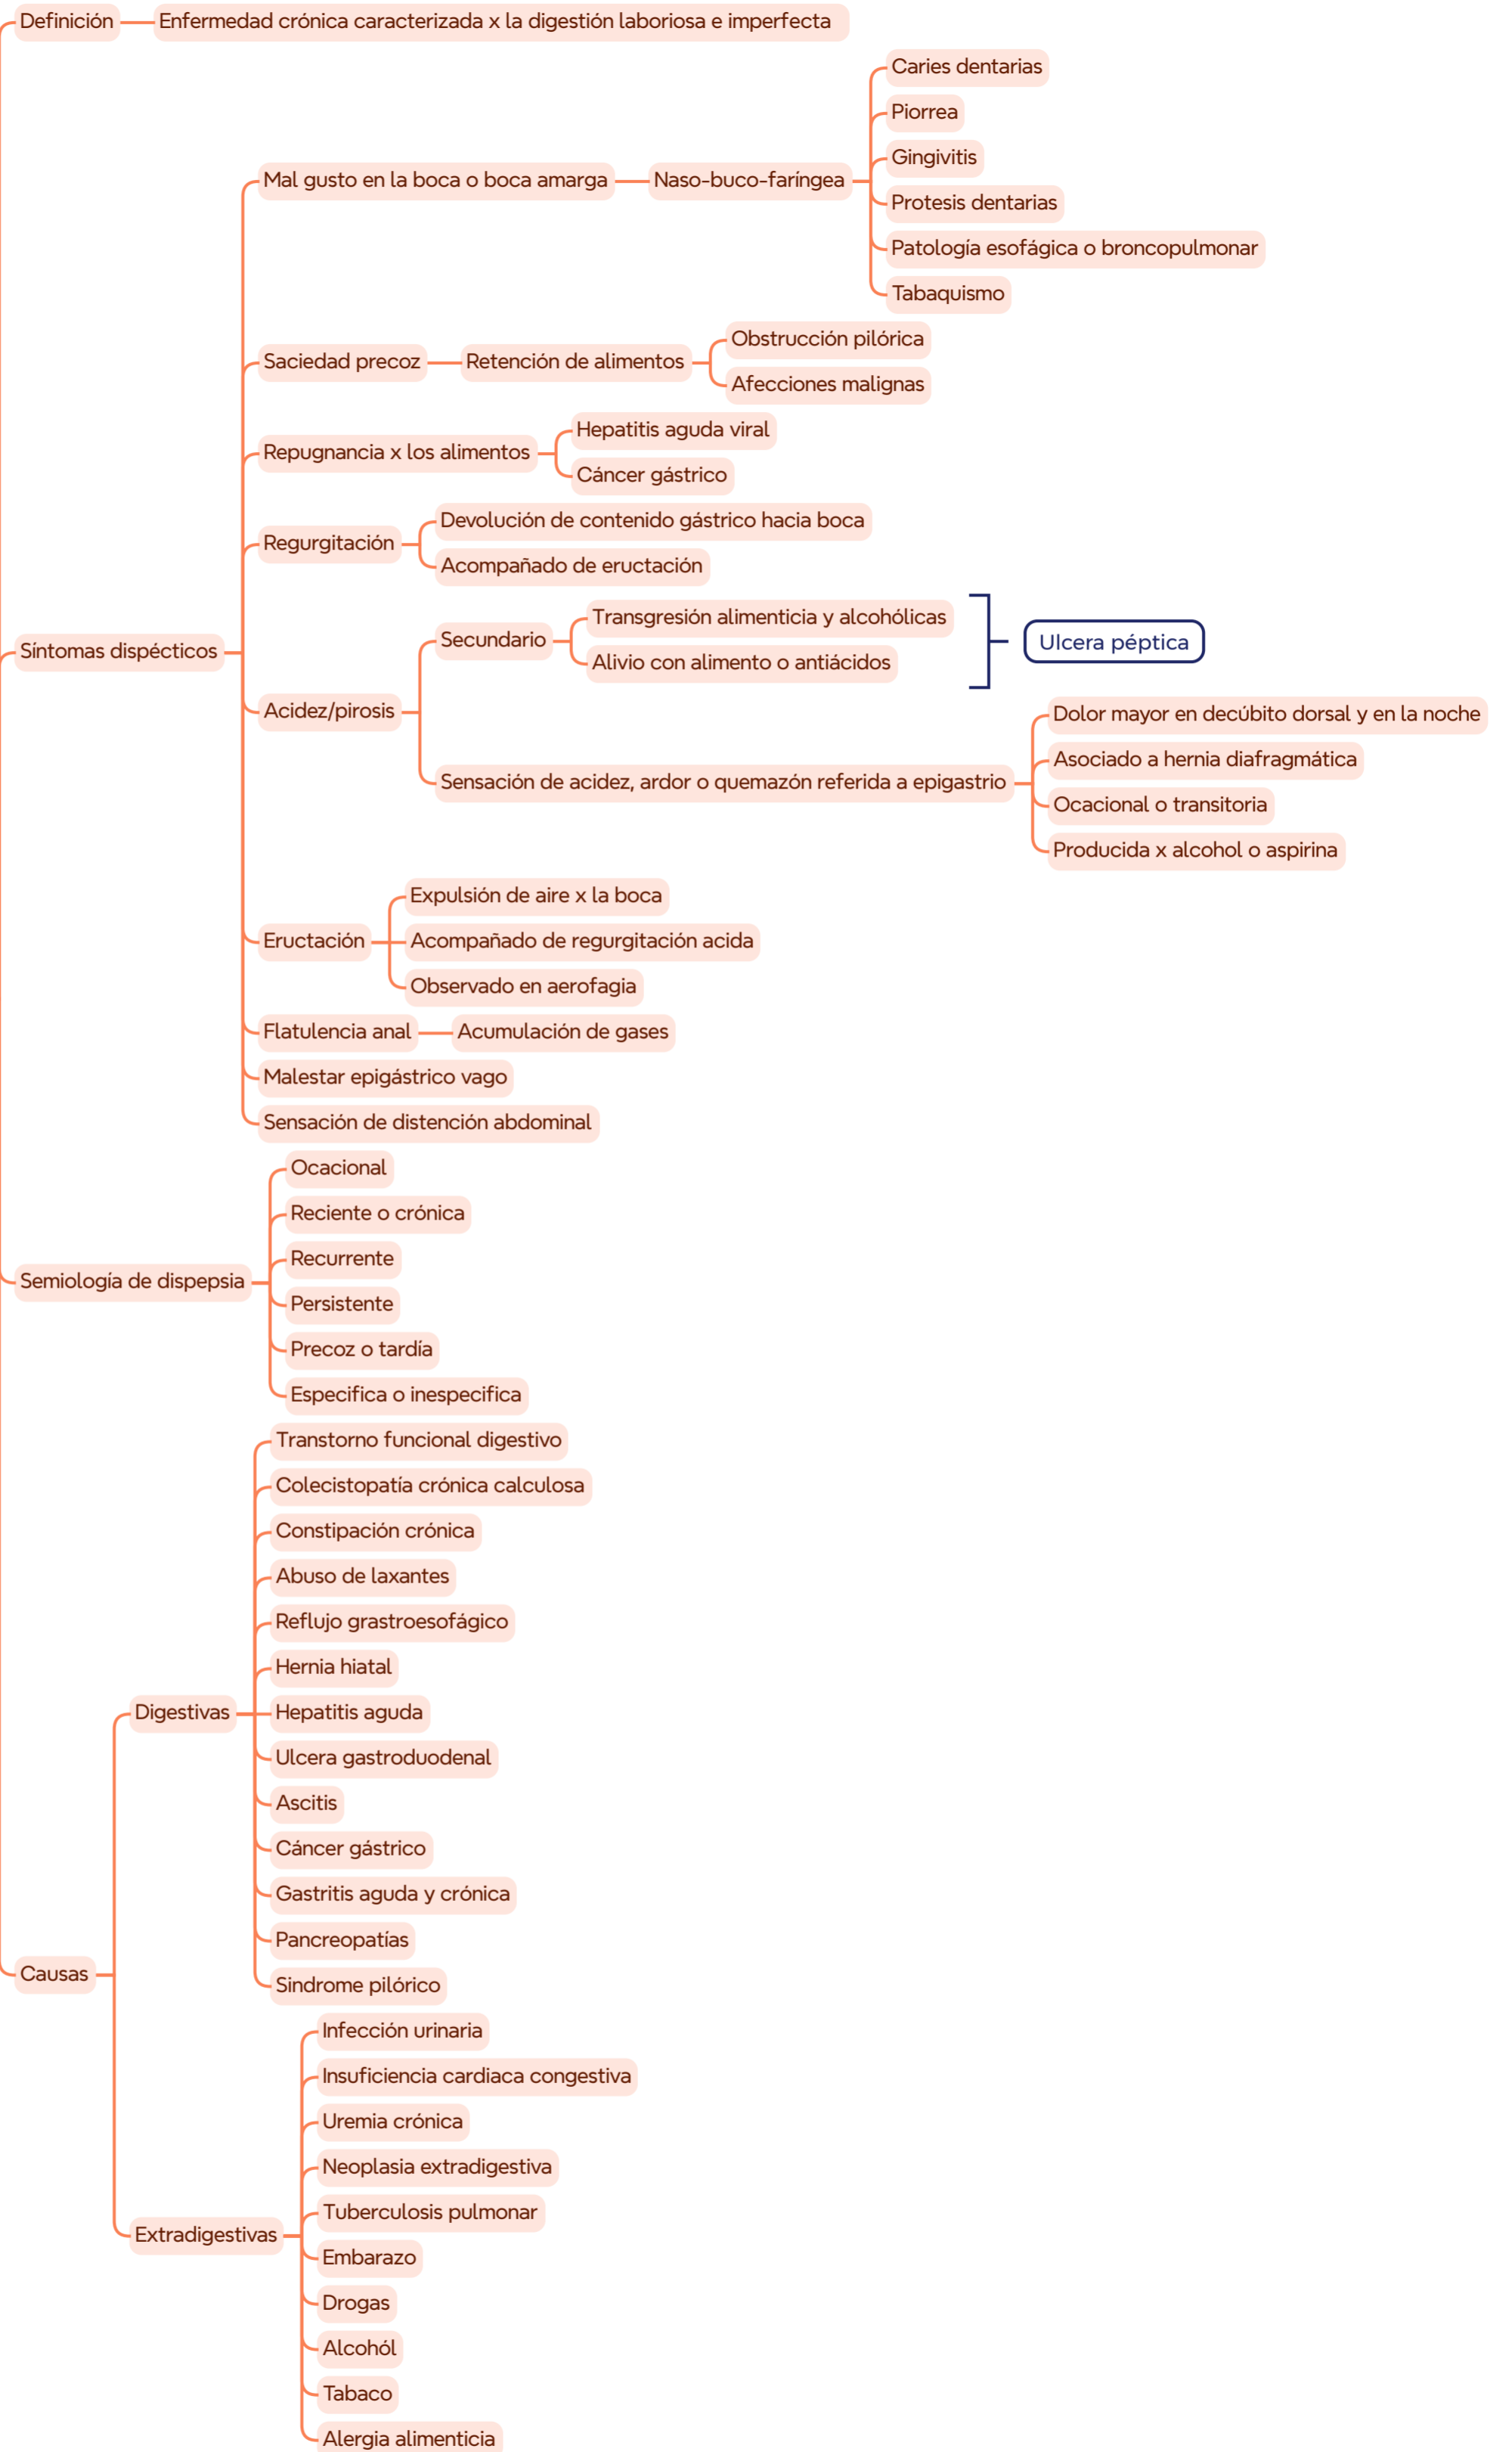 Definición
Enfermedad crónica caracterizada x la digestión laboriosa e imperfecta
Síntomas dispécticos
Mal gusto en la boca o boca amarga
Naso-buco-faríngea
Caries dentarias
Piorrea
Gingivitis
Protesis dentarias
Patología esofágica o broncopulmonar
Tabaquismo
Saciedad precoz
Retención de alimentos
Obstrucción pilórica
Afecciones malignas
Repugnancia x los alimentos
Hepatitis aguda viral
Cáncer gástrico
Regurgitación
Devolución de contenido gástrico hacia boca
Acompañado de eructación
Acidez/pirosis
Secundario
Transgresión alimenticia y alcohólicas
Alivio con alimento o antiácidos
Ulcera péptica
Sensación de acidez, ardor o quemazón referida a epigastrio
Dolor mayor en decúbito dorsal y en la noche
Asociado a hernia diafragmática
Ocacional o transitoria
Producida x alcohol o aspirina
Eructación
Expulsión de aire x la boca
Acompañado de regurgitación acida
Observado en aerofagia
Flatulencia anal
Acumulación de gases
Malestar epigástrico vago
Sensación de distención abdominal
Semiología de dispepsia
Ocacional
Reciente o crónica
Recurrente
Persistente
Precoz o tardía
Especifica o inespecifica
Causas
Digestivas
Transtorno funcional digestivo
Colecistopatía crónica calculosa
Constipación crónica
Abuso de laxantes
Reflujo grastroesofágico
Hernia hiatal
Hepatitis aguda
Ulcera gastroduodenal
Ascitis
Cáncer gástrico
Gastritis aguda y crónica
Pancreopatías
Sindrome pilórico
Extradigestivas
Infección urinaria
Insuficiencia cardiaca congestiva
Uremia crónica
Neoplasia extradigestiva
Tuberculosis pulmonar
Embarazo
Drogas
Alcohól
Tabaco
Alergia alimenticia